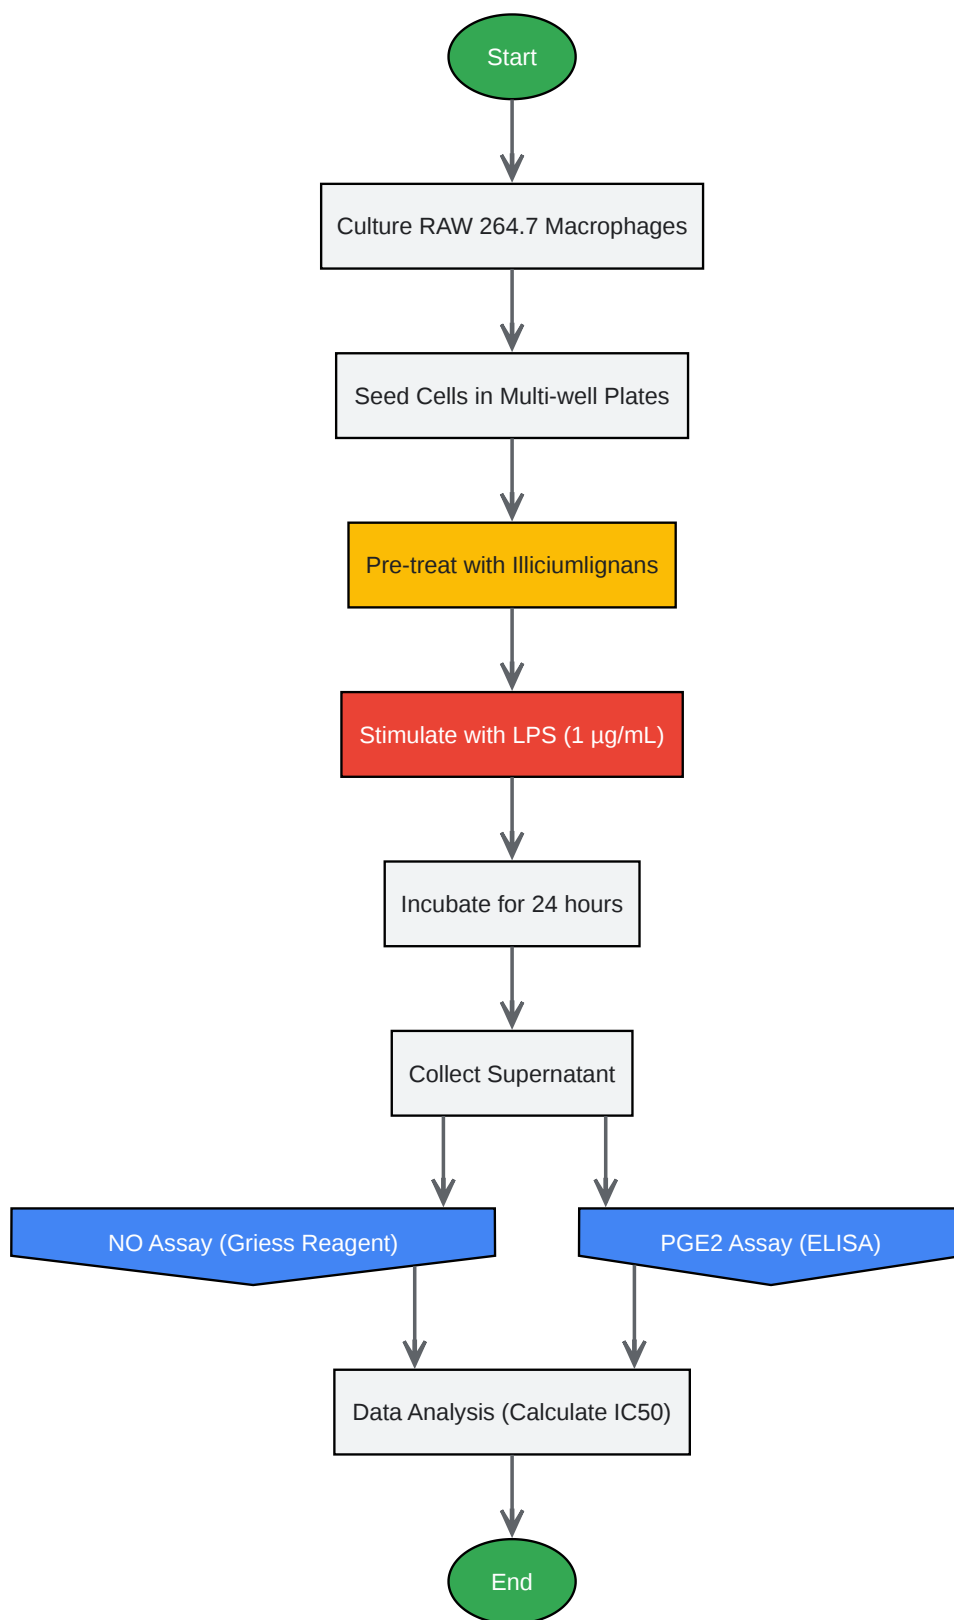 Start
Culture RAW 264.7 Macrophages
Seed Cells in Multi-well Plates
Pre-treat with Illiciumlignans
Stimulate with LPS (1 µg/mL)
Incubate for 24 hours
Collect Supernatant
NO Assay (Griess Reagent)
PGE2 Assay (ELISA)
Data Analysis (Calculate IC50)
End